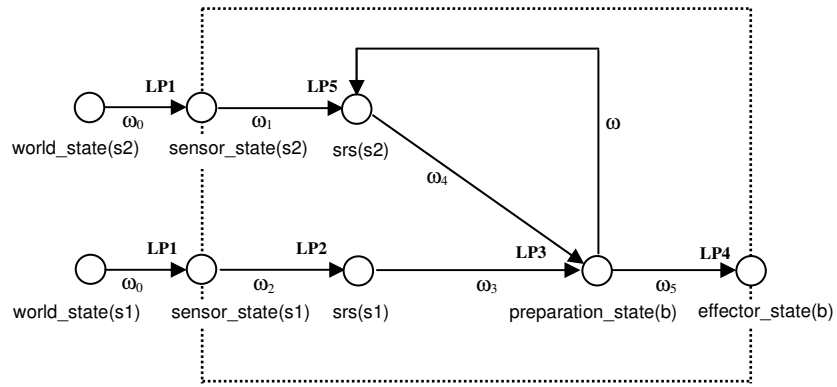 LP1
LP5
ω0
ω1
ω
world_state(s2)
sensor_state(s2)
srs(s2)
ω4
LP1
LP2
LP3
LP4
ω0
ω2
ω3
ω5
world_state(s1)
sensor_state(s1)
srs(s1)
preparation_state(b)
effector_state(b)